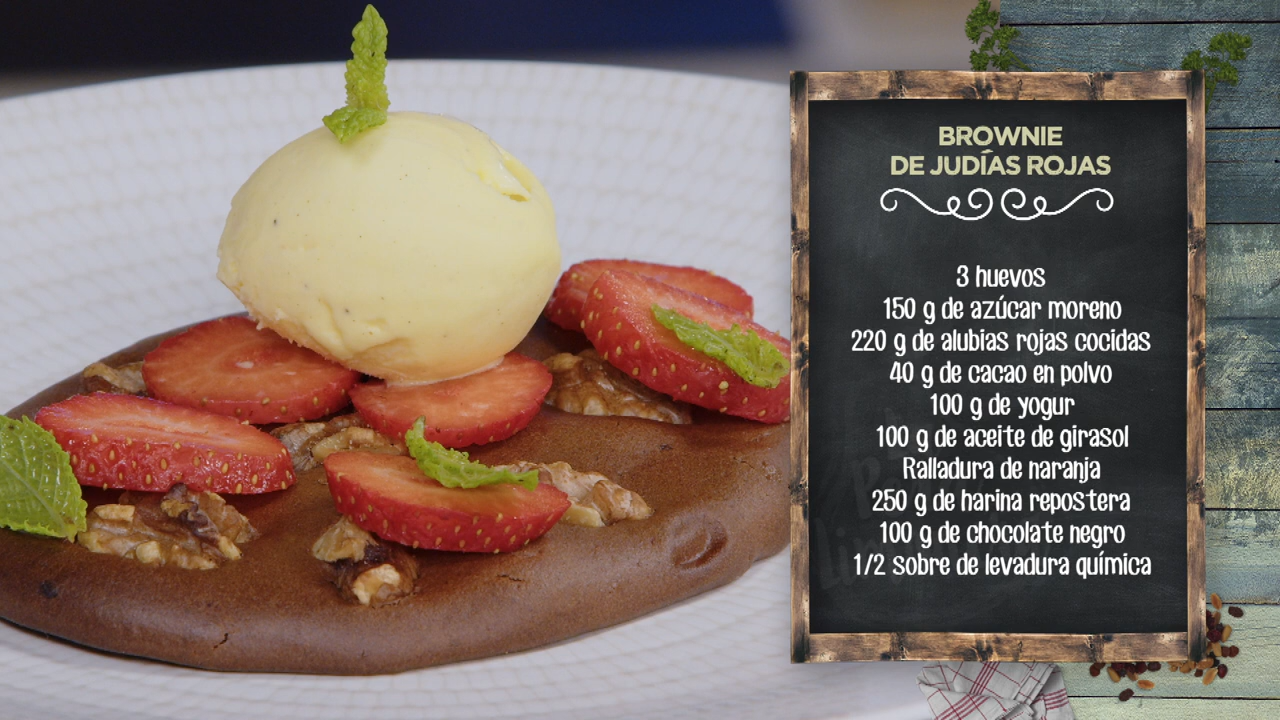 BROWNIE
DE JUDÍAS ROJAS
3 huevos
150 g de azúcar moreno
220 g de alubias rojas cocidas
40 g de cacao en polvo
100 g de yogur
100 g de aceite de girasol
Ralladura de naranja
250 g de harina repostera
100 g de chocolate negro
1/2 sobre de levadura química